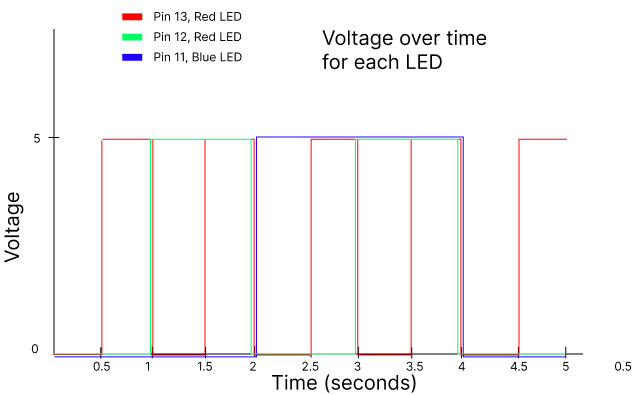 Pin 13, Red LED
Pin 12, Red LED
Pin 11, Blue LED
Voltage over time
for each LED
5
Voltage
0
0.5 1 1.5 2 2.5 3 3.5 4 4.5 5 0.5
Time (seconds)